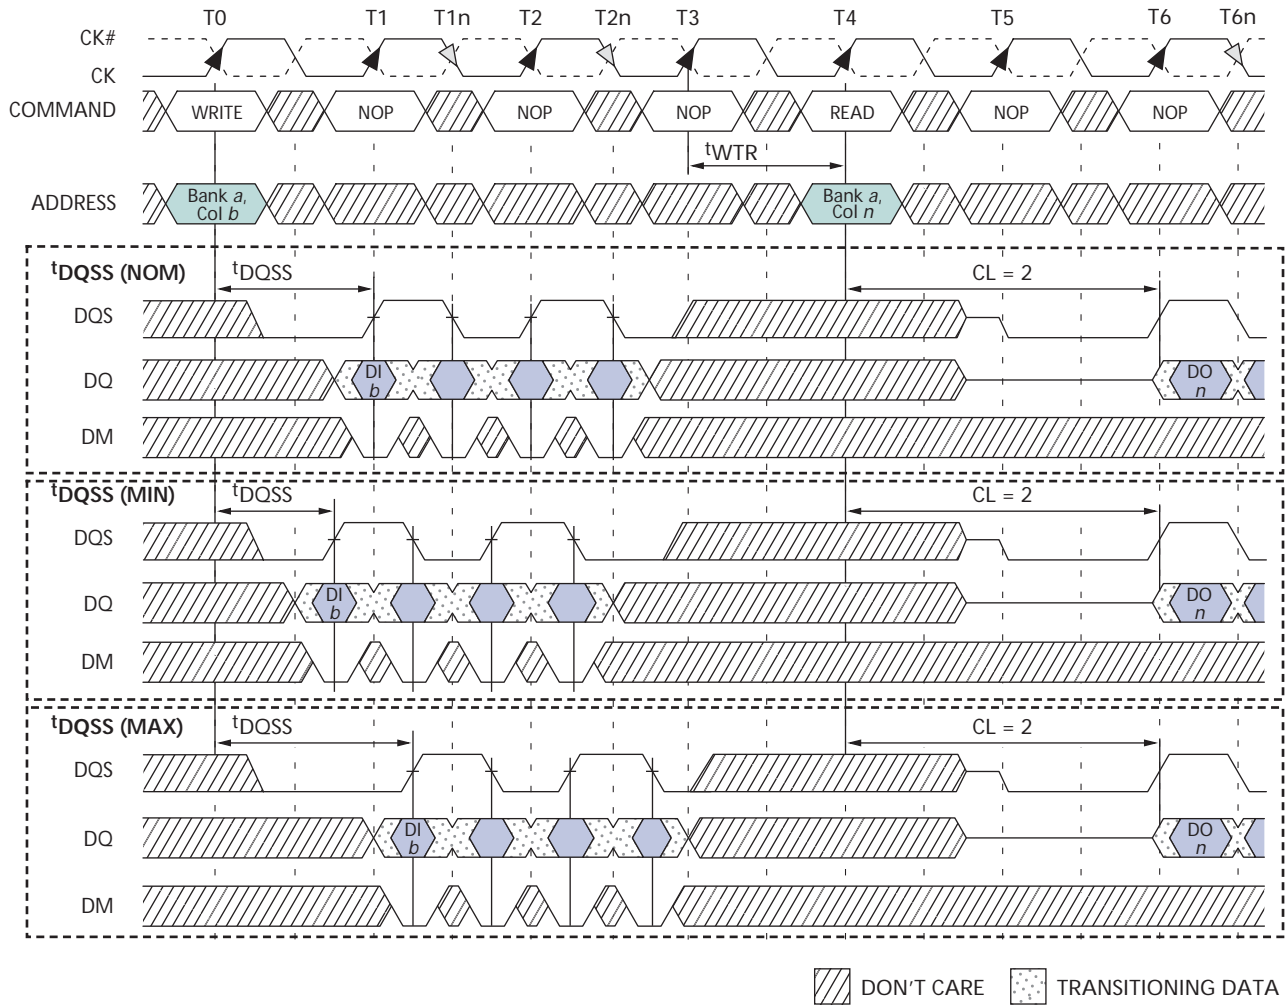 T0 T1 T1n T2 T2n T3 T4 T5 T6 T6n
CK#
CK
COMMAND WRITE NOP NOP NOP READ NOP NOP
tWTR
ADDRESS Bank a, Col b Bank a, Col n
tDQSS (NOM) tDQSS CL = 2
DQS
DQ DI b DO n
DM
tDQSS (MIN) tDQSS CL = 2
DQS
DQ DI b DO n
DM
tDQSS (MAX) tDQSS CL = 2
DQS
DQ DI b DO n
DM
DON'T CARE TRANSITIONING DATA